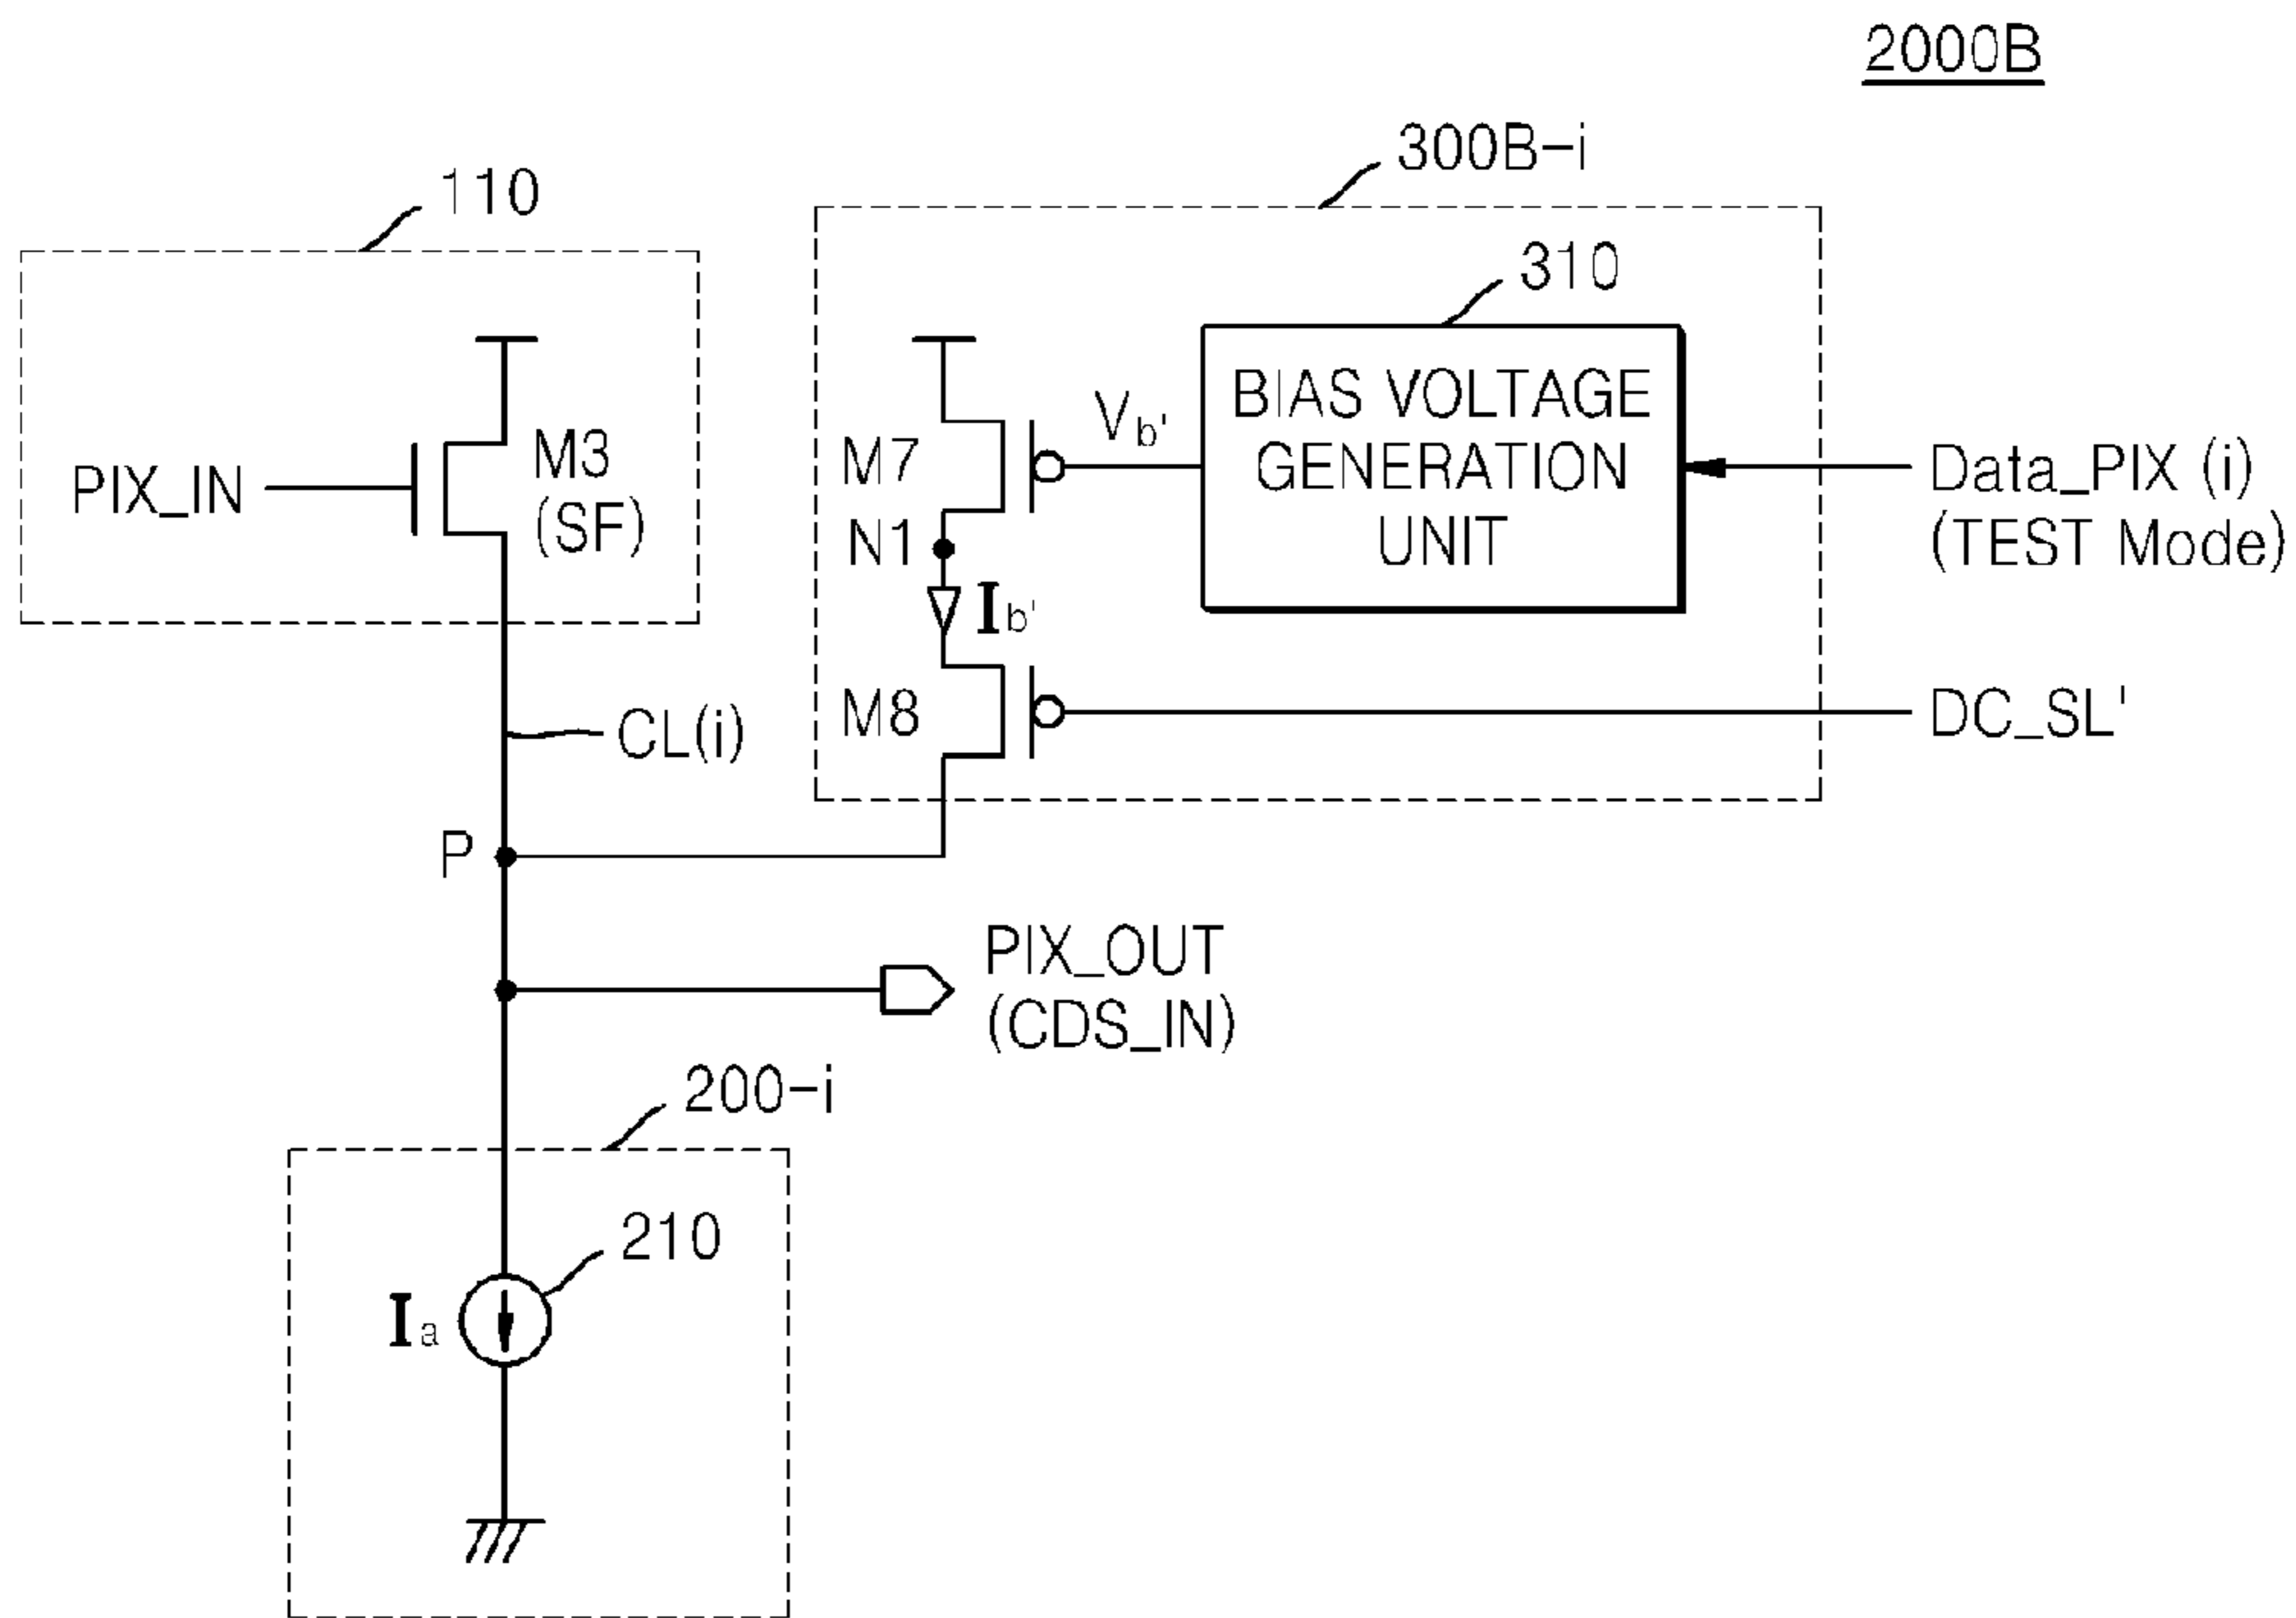 2000B
300B-i
110
310
BIAS VOLTAGE
GENERATION
UNIT
Vb'
M7
M3
(SF)
PIX_IN
N1
Data_PIX (i)
(TEST Mode)
Ib'
M8
DC_SL'
CL(i)
P
PIX_OUT
(CDS_IN)
200-i
210
Ia